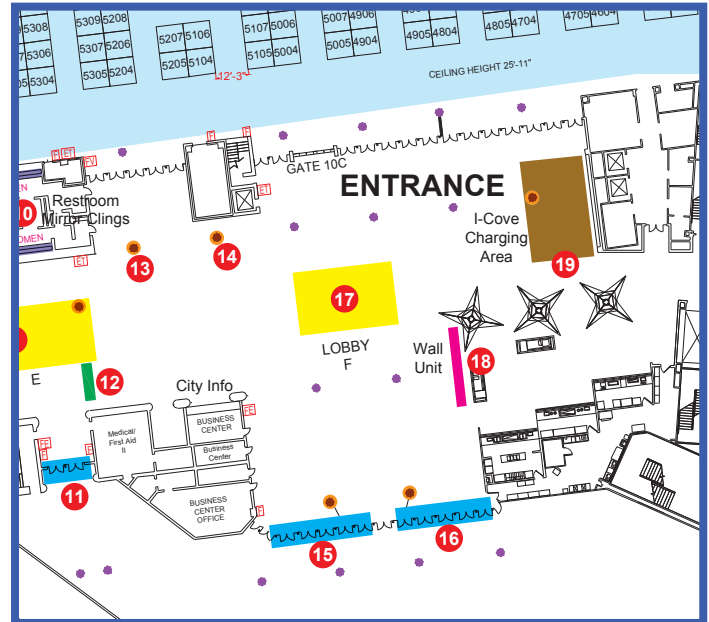 5308
5309 5208
5306
5307 5206
5304
5305 5204
5207 5106
5205 5104
5107 5006
5105 5004
5007 4906
5005 4904
4905 4804
4805 4704
4705 4604
12'-3"
CEILING HEIGHT 25'-11"
GATE 10C
ENTRANCE
Restroom
Mirror Clings
I-Cove
Charging
Area
13
14
19
17
LOBBY
F
18
Wall
Unit
E
12
City Info
BUSINESS
CENTER
Business
Center
BUSINESS
CENTER
OFFICE
Medical/
First Aid
II
11
15
16